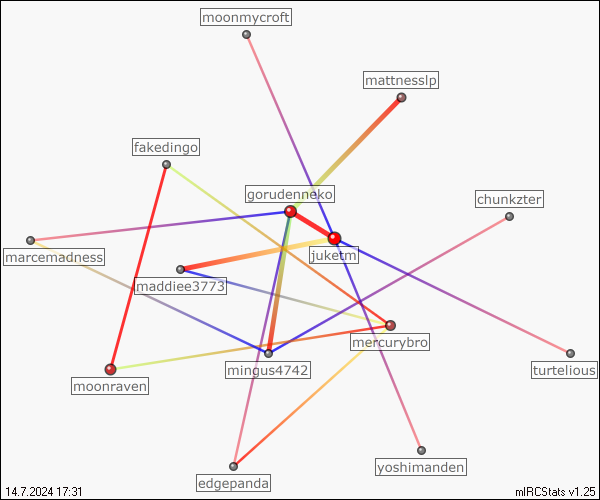 moonmycroft
mattnesslp
fakedingo
gorudenneko
chunkzter
marcemadness
juketm
maddiee3773
mercurybro
mingus4742
turtelious
moonraven
yoshimanden
edgepanda
14.7.2024 17:31
mIRCStats v1.25